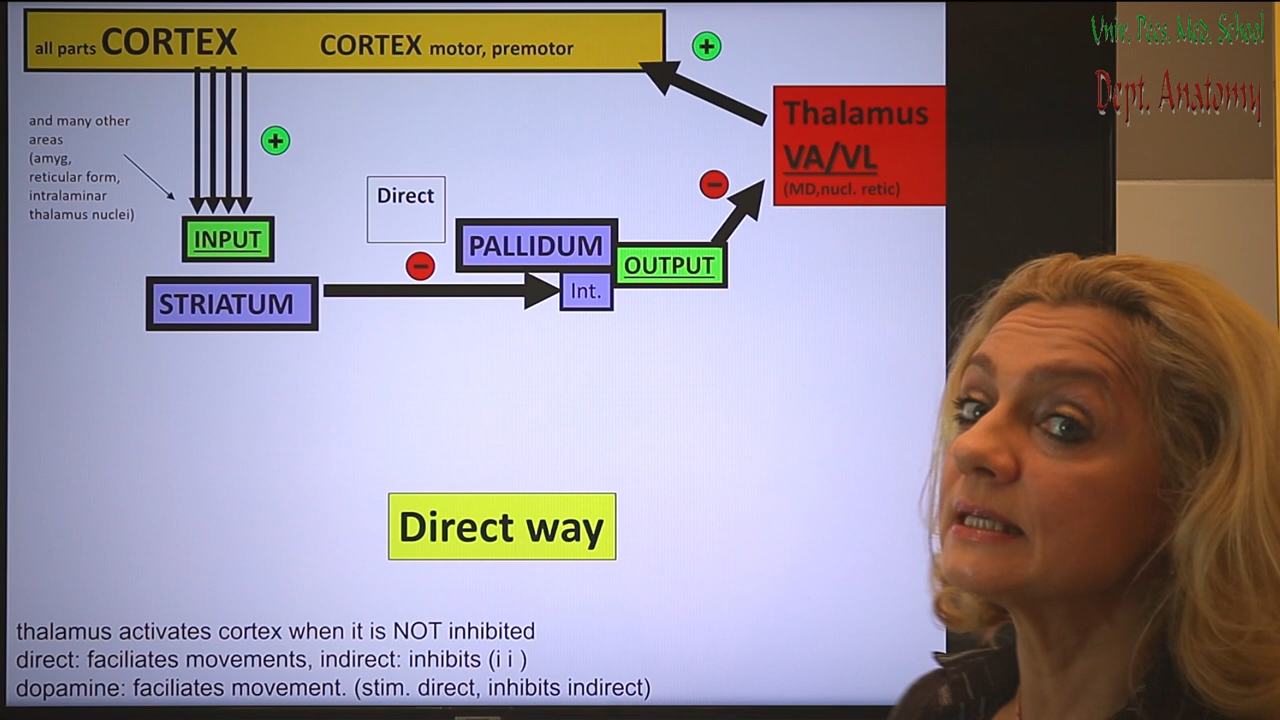 all parts CORTEX CORTEX motor, premotor
+
Univ. Pecs. Med. School
Dept. Anatomy
Thalamus
VA/VL
(MD,nucl. retic)
and many other
areas
(amyg,
reticular form,
intralaminar
thalamus nuclei)
+
−
Direct
INPUT
PALLIDUM
OUTPUT
−
Int.
STRIATUM
Direct way
thalamus activates cortex when it is NOT inhibited
direct: faciliates movements, indirect: inhibits (i i )
dopamine: faciliates movement. (stim. direct, inhibits indirect)